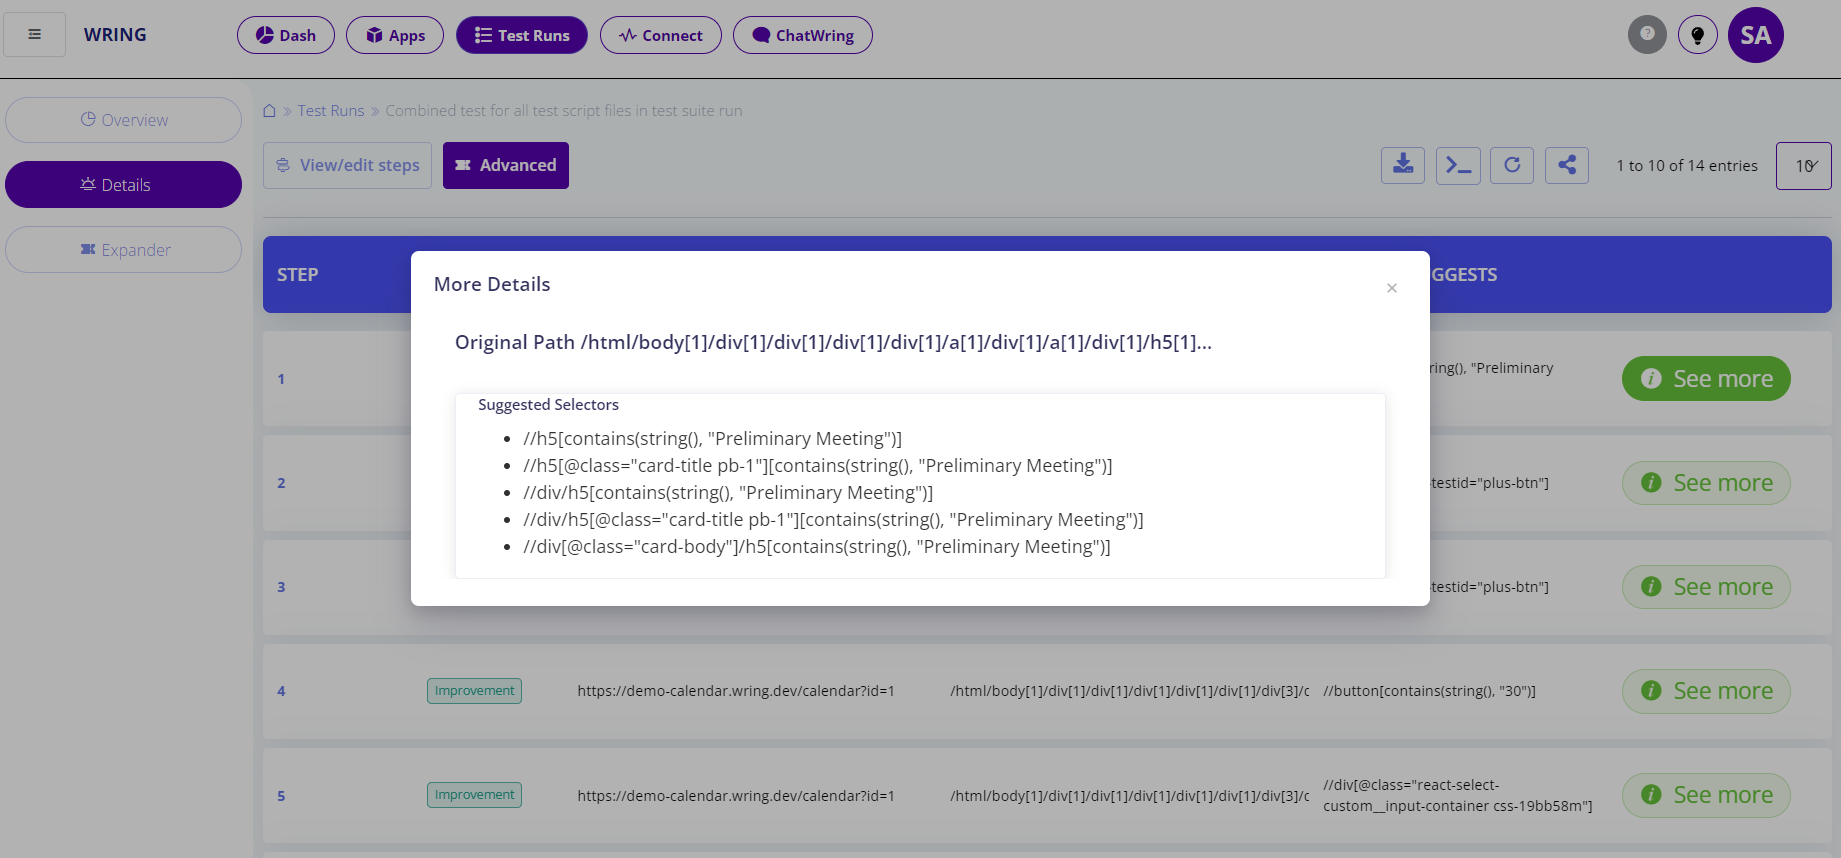 WRING
Dash
Apps
Test Runs
Connect
ChatWring
?
SA
Overview
Details
Expander
» Test Runs » Combined test for all test script files in test suite run
View/edit steps
Advanced
1 to 10 of 14 entries
10
STEP
GGESTS
More Details
×
Original Path /html/body[1]/div[1]/div[1]/div[1]/div[1]/a[1]/div[1]/a[1]/div[1]/h5[1]...
Suggested Selectors
• //h5[contains(string(), "Preliminary Meeting")]
• //h5[@class="card-title pb-1"][contains(string(), "Preliminary Meeting")]
• //div/h5[contains(string(), "Preliminary Meeting")]
• //div/h5[@class="card-title pb-1"][contains(string(), "Preliminary Meeting")]
• //div[@class="card-body"]/h5[contains(string(), "Preliminary Meeting")]
1
ring(), "Preliminary
See more
2
testid="plus-btn"]
See more
3
testid="plus-btn"]
See more
4
Improvement
https://demo-calendar.wring.dev/calendar?id=1
/html/body[1]/div[1]/div[1]/div[1]/div[1]/div[1]/div[3]/c
//button[contains(string(), "30")]
See more
5
Improvement
https://demo-calendar.wring.dev/calendar?id=1
/html/body[1]/div[1]/div[1]/div[1]/div[1]/div[1]/div[3]/c
//div[@class="react-select-
custom__input-container css-19bb58m"]
See more